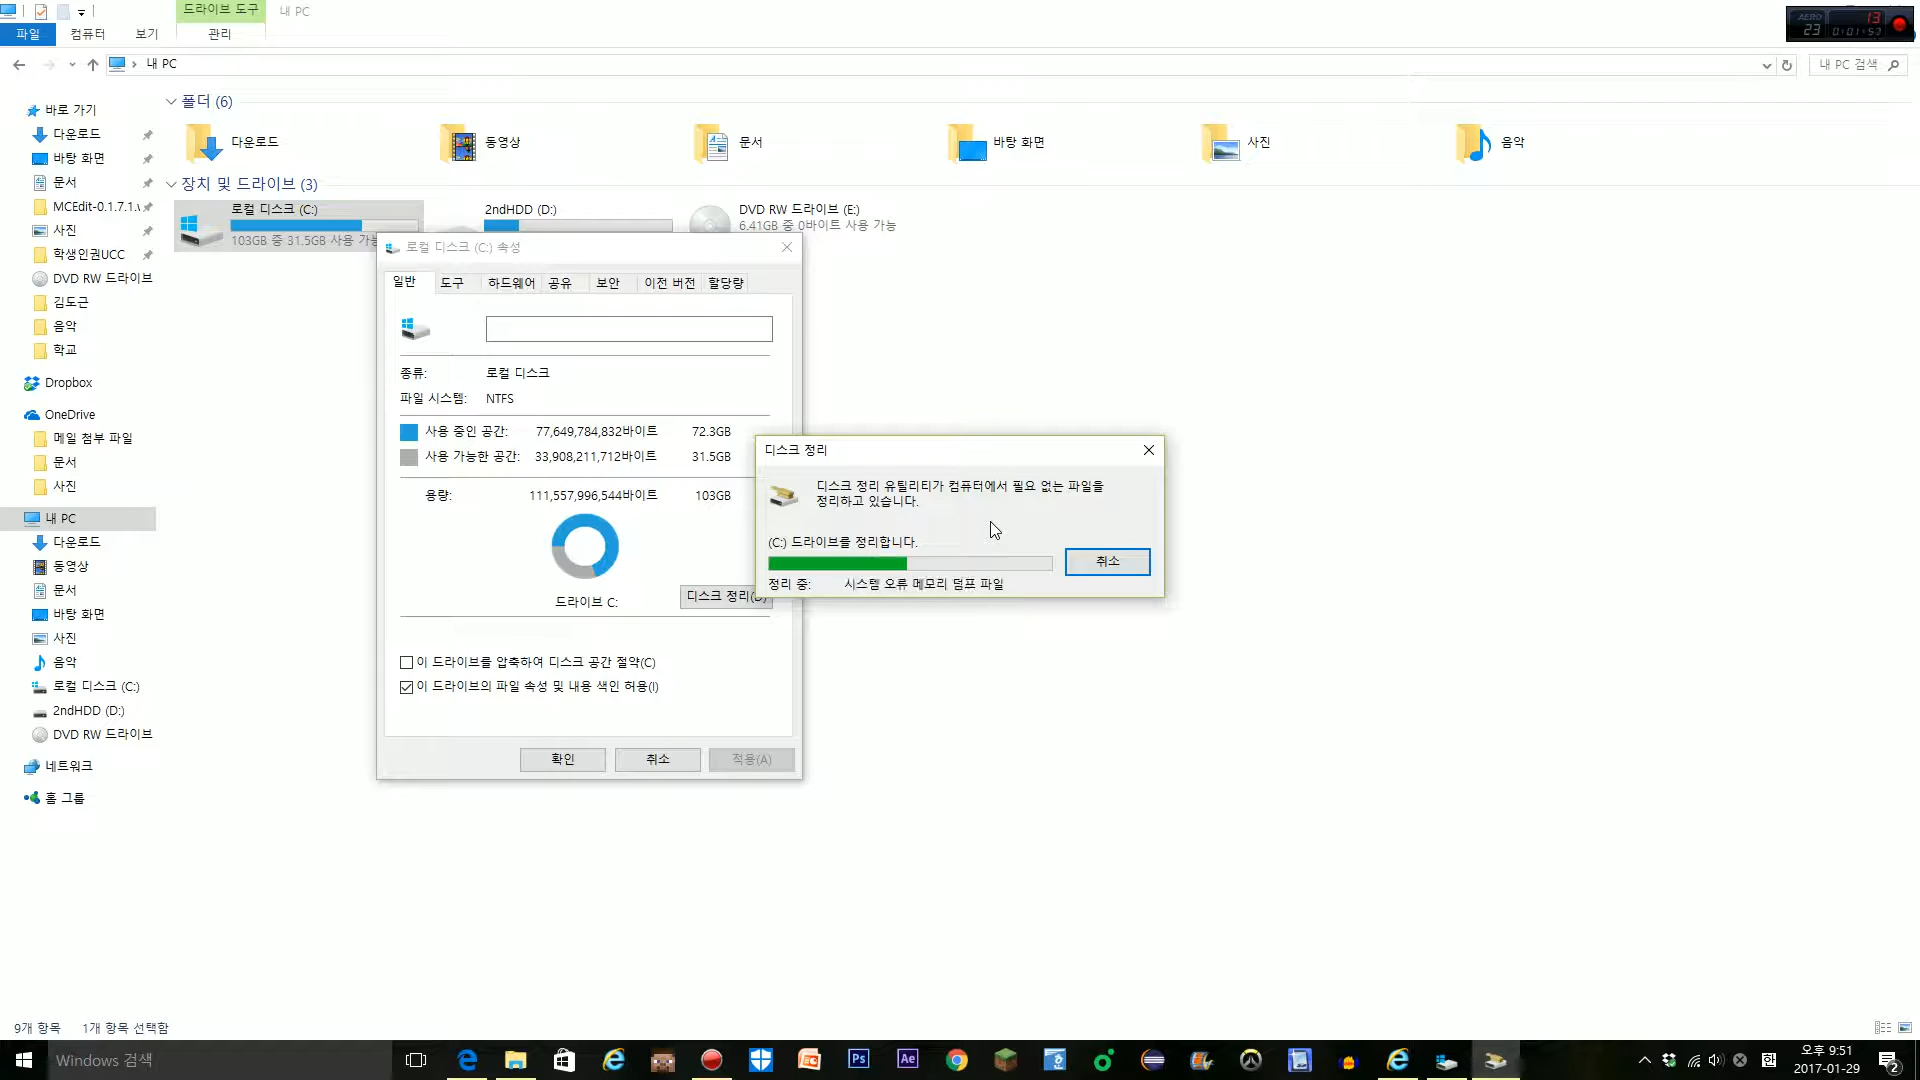 드라이브 도구
내 PC
파일
컴퓨터
보기
관리
AERO
23
13
0:01:57
내 PC
내 PC 검색
바로 가기
다운로드
바탕 화면
문서
MCEdit-0.1.7.1.
사진
학생인권UCC
DVD RW 드라이브
김도근
음악
학교
Dropbox
OneDrive
메일 첨부 파일
문서
사진
내 PC
다운로드
동영상
문서
바탕 화면
사진
음악
로컬 디스크 (C:)
2ndHDD (D:)
DVD RW 드라이브
네트워크
홈 그룹
폴더 (6)
다운로드
동영상
문서
바탕 화면
사진
음악
장치 및 드라이브 (3)
로컬 디스크 (C:)
103GB 중 31.5GB 사용 가능
2ndHDD (D:)
DVD RW 드라이브 (E:)
6.41GB 중 0바이트 사용 가능
로컬 디스크 (C:) 속성
일반
도구
하드웨어
공유
보안
이전 버전
할당량
종류: 로컬 디스크
파일 시스템: NTFS
사용 중인 공간: 77,649,784,832바이트 72.3GB
사용 가능한 공간: 33,908,211,712바이트 31.5GB
용량: 111,557,996,544바이트 103GB
드라이브 C:
디스크 정리(D)
이 드라이브를 압축하여 디스크 공간 절약(C)
이 드라이브의 파일 속성 및 내용 색인 허용(I)
확인
취소
적용(A)
디스크 정리
디스크 정리 유틸리티가 컴퓨터에서 필요 없는 파일을
정리하고 있습니다.
(C:) 드라이브를 정리합니다.
취소
정리 중: 시스템 오류 메모리 덤프 파일
9개 항목
1개 항목 선택함
Windows 검색
Ps
Ae
한
오후 9:51
2017-01-29
2